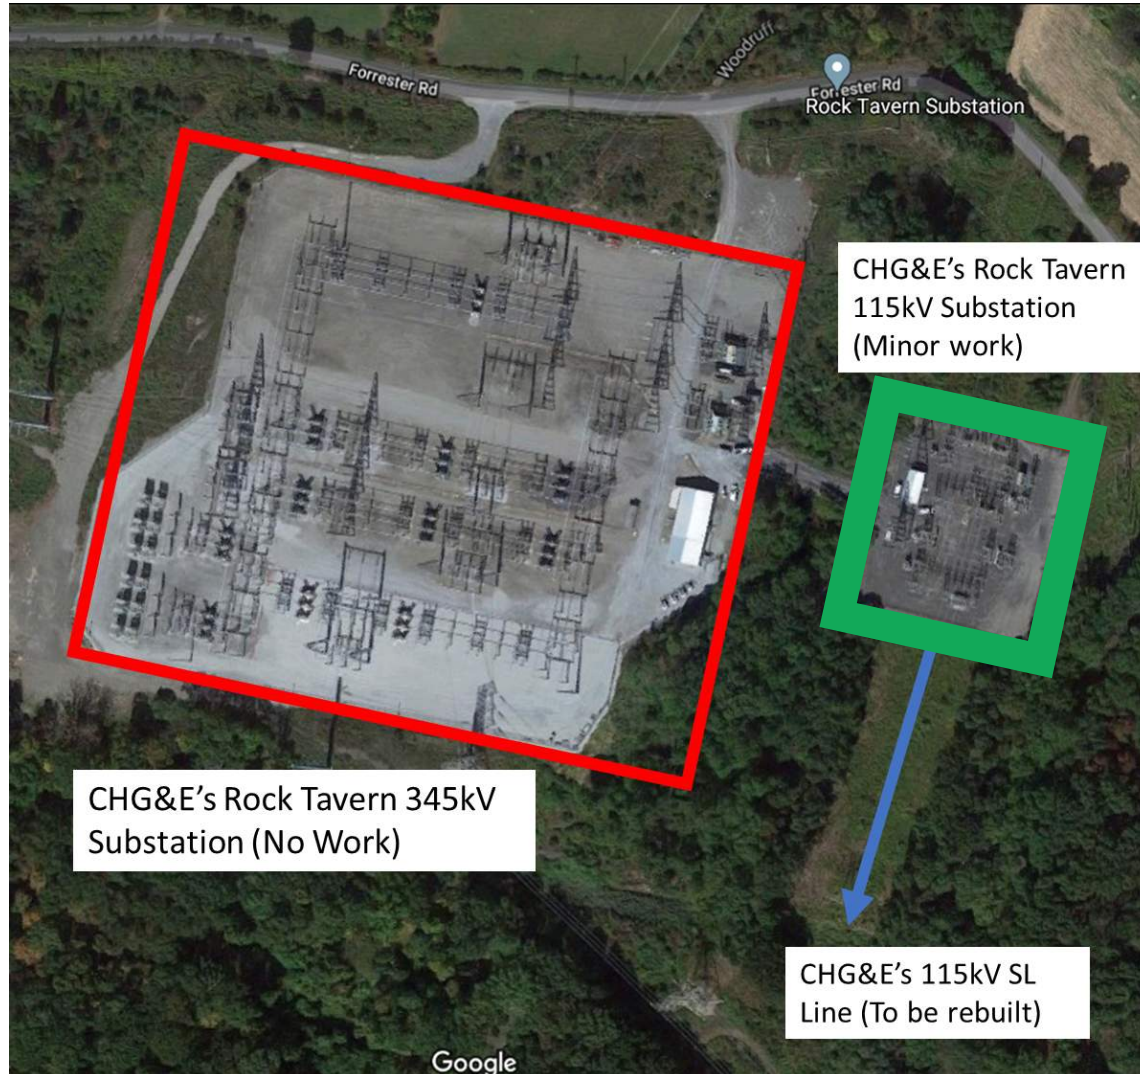 Woodruff
Forrester Rd
Forrester Rd
Rock Tavern Substation
CHG&E's Rock Tavern
115kV Substation
(Minor work)
CHG&E's Rock Tavern 345kV
Substation (No Work)
CHG&E's 115kV SL
Line (To be rebuilt)
Google